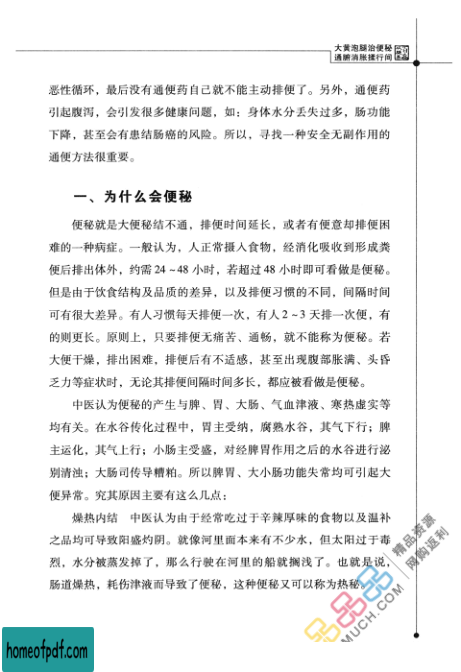 大黄泡腿治便秘
通腑消胀揉行间
恶性循环，最后没有通便药自己就不能主动排便了。另外，通便药
引起腹泻，会引发很多健康问题，如：身体水分丢失过多，肠功能
下降，甚至会有患结肠癌的风险。所以，寻找一种安全无副作用的
通便方法很重要。
一、为什么会便秘
便秘就是大便秘结不通，排便时间延长，或者有便意却排便困
难的一种病症。一般认为，人正常摄入食物，经消化吸收到形成粪
便后排出体外，约需 24 ~ 48 小时，若超过 48 小时即可看做是便秘。
但是由于饮食结构及品质的差异，以及排便习惯的不同，间隔时间
可有很大差异。有人习惯每天排便一次，有人 2 ~ 3 天排一次便，有
的则更长。原则上，只要排便无痛苦、通畅，就不能称为便秘。若
大便干燥，排出困难，排便后有不适感，甚至出现腹部胀满、头昏
乏力等症状时，无论其排便间隔时间多长，都应被看做是便秘。
中医认为便秘的产生与脾、胃、大肠、气血津液、寒热虚实等
均有关。在水谷传化过程中，胃主受纳，腐熟水谷，其气下行；脾
主运化，其气上行；小肠主受盛，对经脾胃作用之后的水谷进行泌
别清浊；大肠司传导糟粕。所以脾胃、大小肠功能失常均可引起大
便异常。究其原因主要有这么几点：
燥热内结　中医认为由于经常吃过于辛辣厚味的食物以及温补
之品均可导致阳盛灼阴。就像河里面本来有不少水，但太阳过于毒
烈，水分被蒸发掉了，那么行驶在河里的船就搁浅了。也就是说，
肠道燥热，耗伤津液而导致了便秘，这种便秘又可以称为热秘。
精品资源
网购返利
MUCH.COM
homeofpdf.com